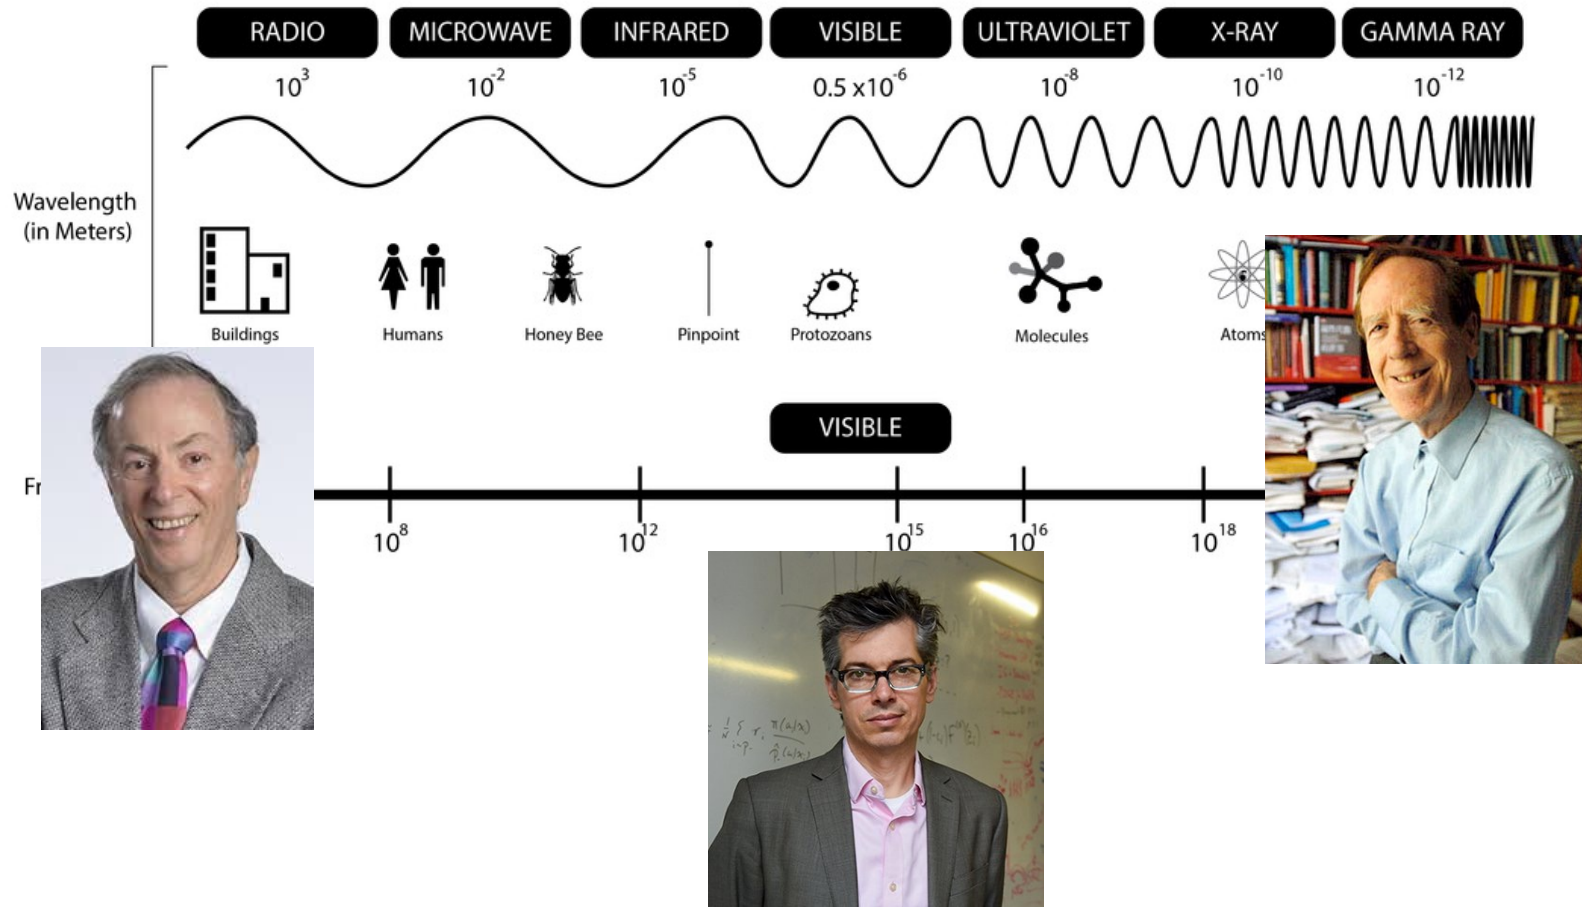 RADIO MICROWAVE INFRARED VISIBLE ULTRAVIOLET X-RAY GAMMA RAY
10³ 10⁻² 10⁻⁵ 0.5 x10⁻⁶ 10⁻⁸ 10⁻¹⁰ 10⁻¹²
Wavelength
(in Meters)
Buildings Humans Honey Bee Pinpoint Protozoans Molecules Atoms
VISIBLE
Fr
10⁸ 10¹² 10¹⁵ 10¹⁶ 10¹⁸